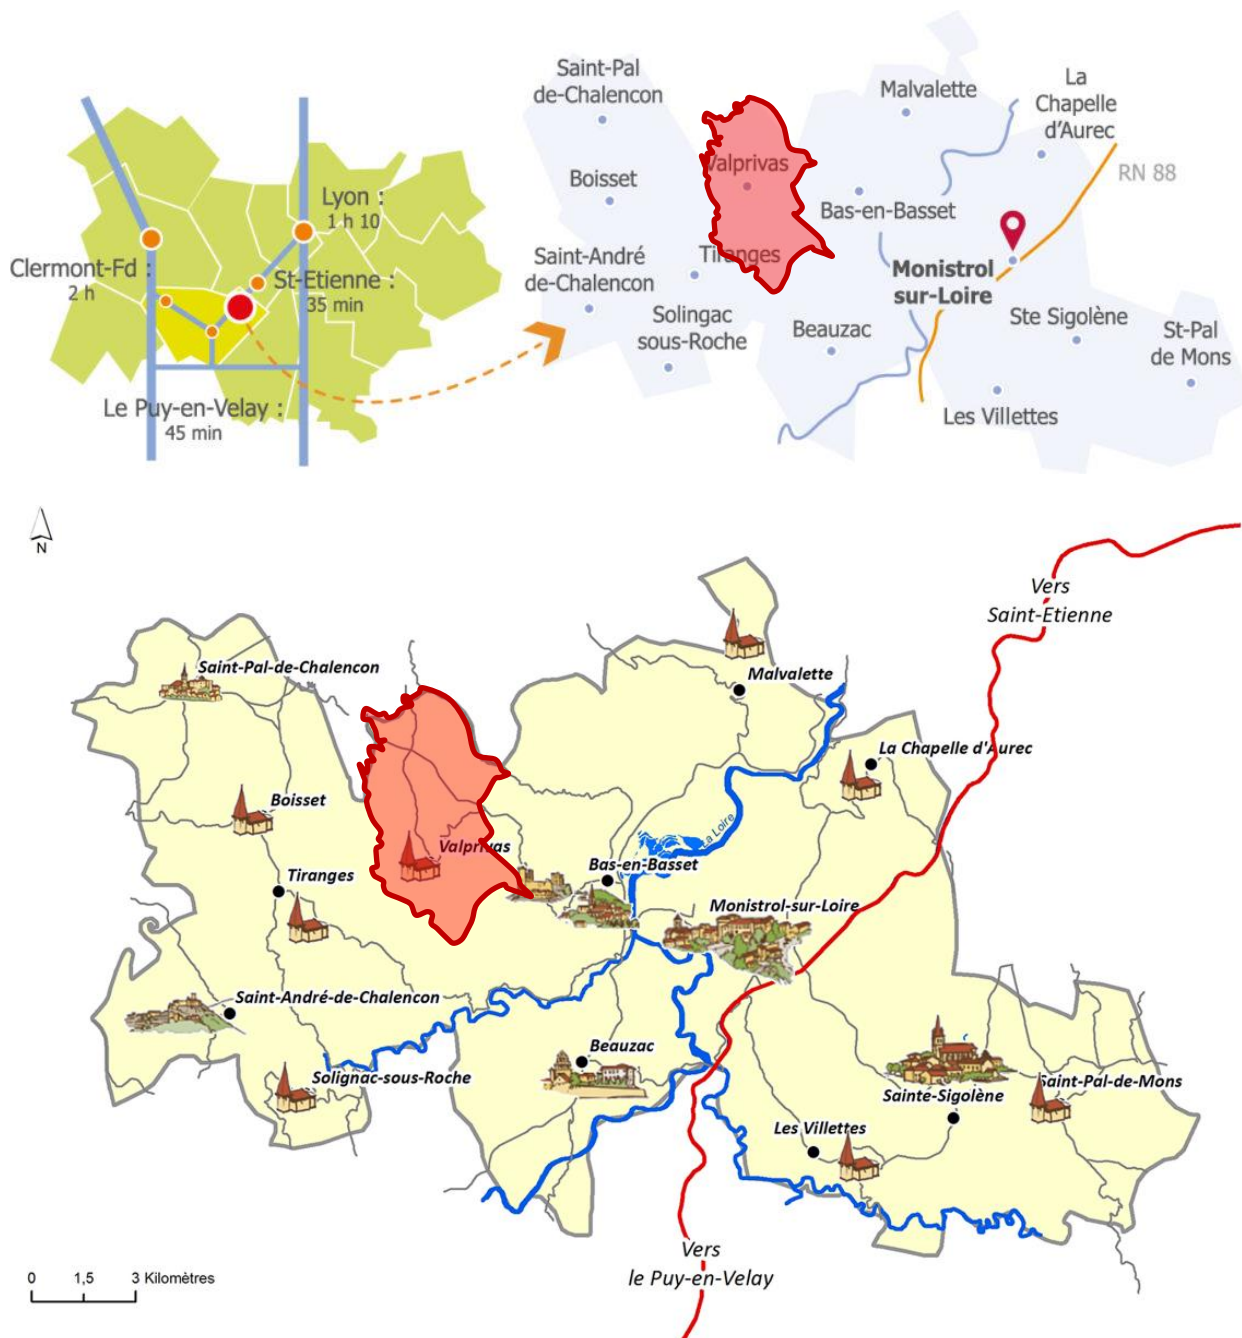 Lyon :
1 h 10
Clermont-Fd :
2 h
St-Etienne :
35 min
Le Puy-en-Velay :
45 min
Saint-Pal
de-Chalencon
Malvalette
La
Chapelle
d'Aurec
Valprivas
RN 88
Boisset
Bas-en-Basset
Saint-André
de-Chalencon
Tiranges
Monistrol
sur-Loire
Solingac
sous-Roche
Beauzac
Ste Sigolène
St-Pal
de Mons
Les Villettes
N
Vers
Saint-Etienne
Saint-Pal-de-Chalencon
Malvalette
La Chapelle d'Aurec
Boisset
La Loire
Valprivas
Bas-en-Basset
Tiranges
Monistrol-sur-Loire
Saint-André-de-Chalencon
Beauzac
Solignac-sous-Roche
Saint-Pal-de-Mons
Sainte-Sigolène
Les Villettes
Vers
le Puy-en-Velay
0 1,5 3 Kilomètres